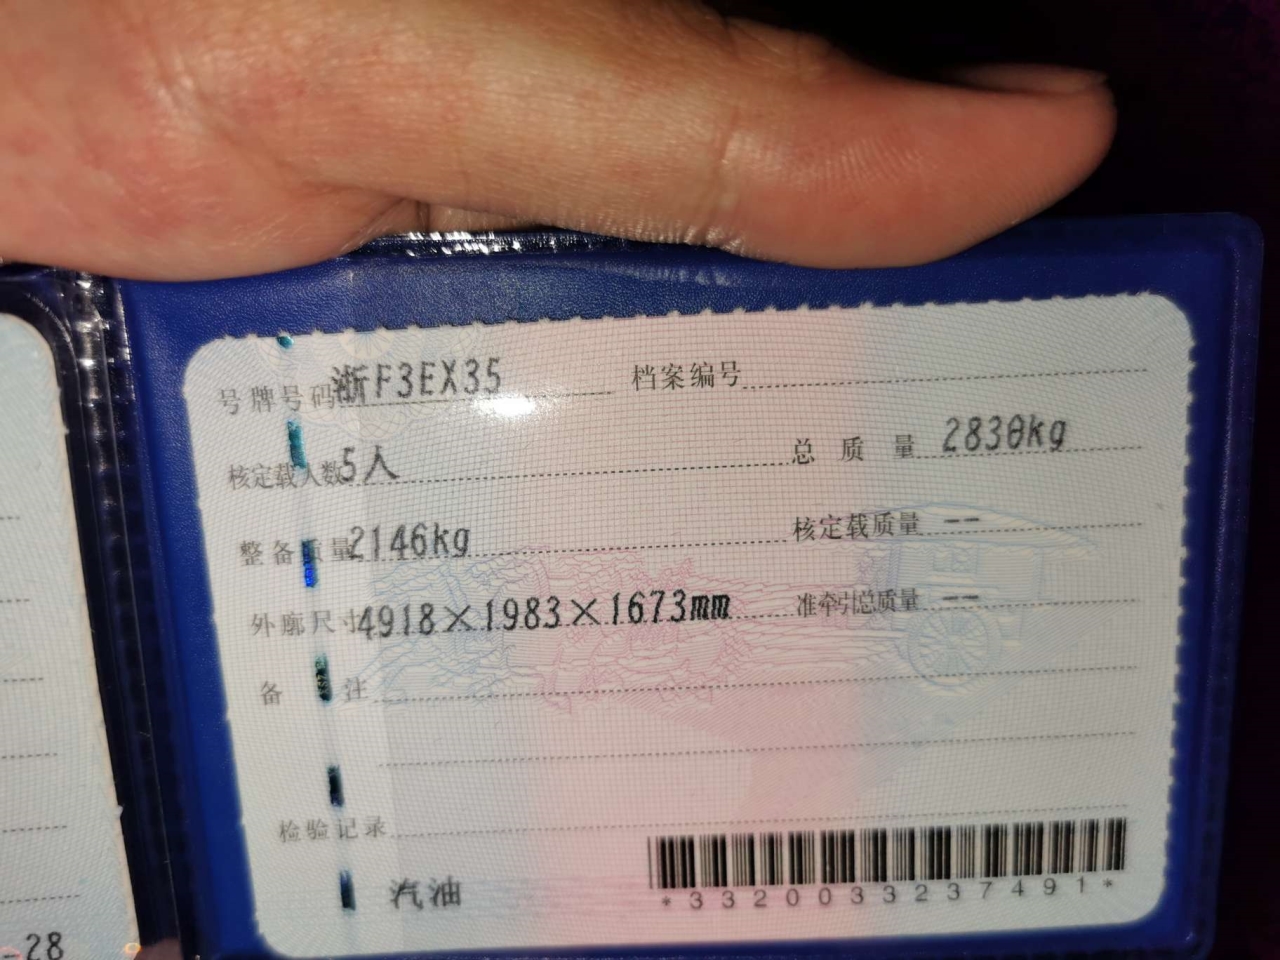 号牌号码 浙F3EX35 档案编号
核定载人数 5人 总质量 2830kg
整备质量 2146kg 核定载质量 --
外廓尺寸 4918×1983×1673mm 准牵引总质量 --
备注
检验记录
汽油
*3320033237491*
-28